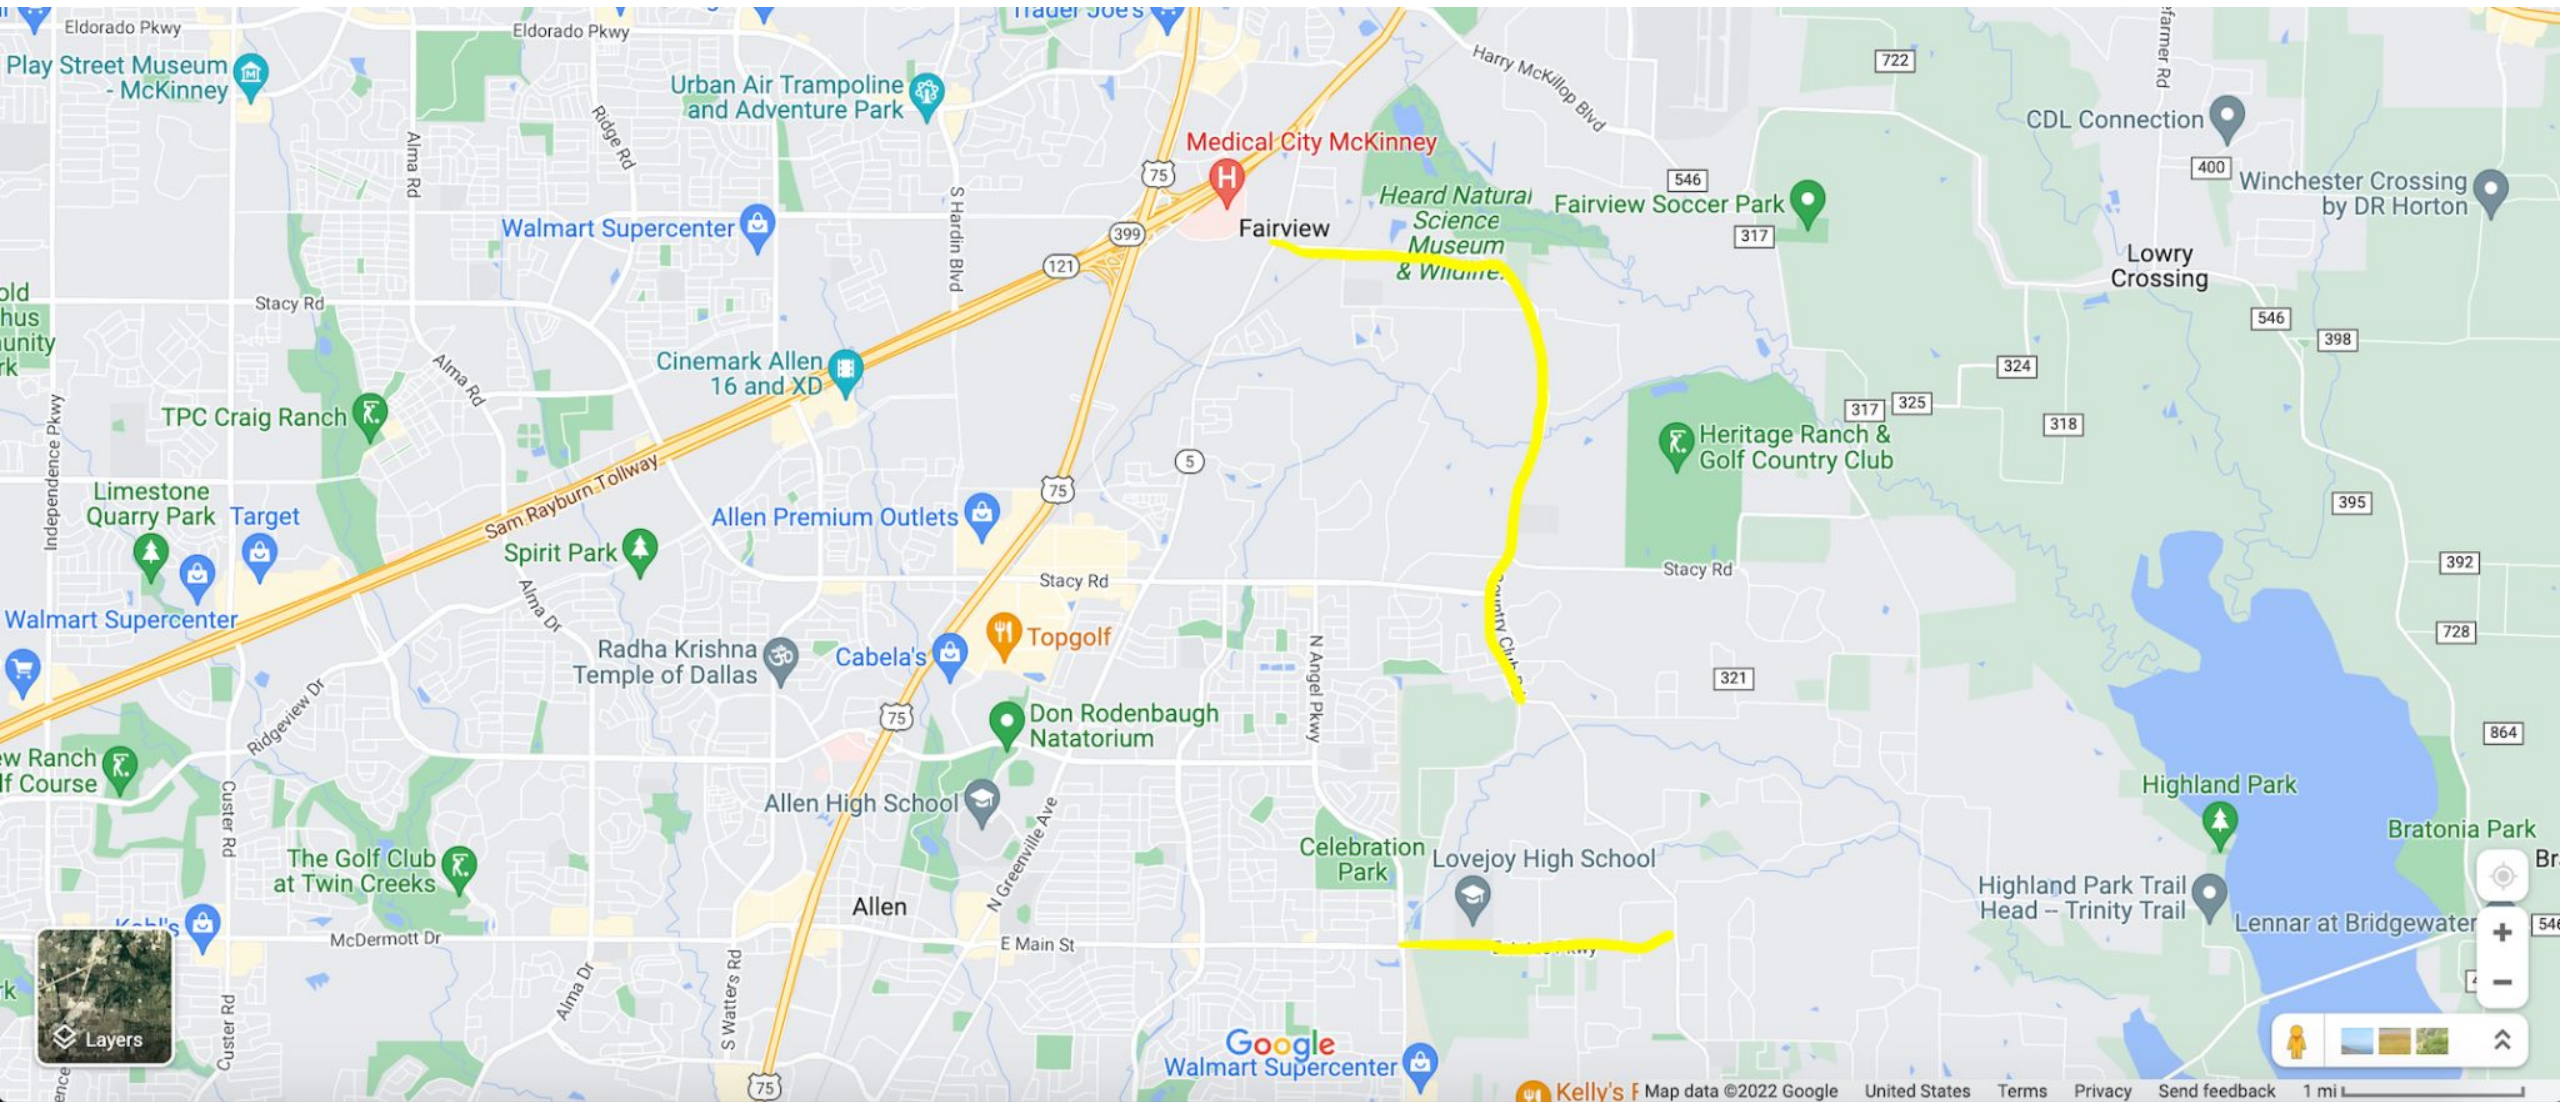 Trader Joe's
Eldorado Pkwy
Eldorado Pkwy
Play Street Museum
- McKinney
Urban Air Trampoline
and Adventure Park
Harry McKillop Blvd
722
CDL Connection
Alma Rd
Ridge Rd
75
Medical City McKinney
H
546
400
Winchester Crossing
by DR Horton
S Hardin Blvd
Heard Natural
Science
Museum
& Wildlife
Fairview Soccer Park
317
Walmart Supercenter
399
Fairview
121
Lowry
Crossing
Stacy Rd
546
398
324
Cinemark Allen
16 and XD
Alma Rd
TPC Craig Ranch
317
325
318
Independence Pkwy
Heritage Ranch &
Golf Country Club
5
Sam Rayburn Tollway
75
Limestone
Quarry Park
Target
Allen Premium Outlets
395
Spirit Park
Stacy Rd
Stacy Rd
392
Alma Dr
Walmart Supercenter
Topgolf
728
Radha Krishna
Temple of Dallas
Cabela's
N Angel Pkwy
321
Ridgeview Dr
75
Don Rodenbaugh
Natatorium
864
Highland Park
Custer Rd
Allen High School
N Greenville Ave
Celebration
Park
Lovejoy High School
Bratonia Park
The Golf Club
at Twin Creeks
Highland Park Trail
Head – Trinity Trail
Allen
Kohl's
McDermott Dr
E Main St
Lennar at Bridgewater
546
Alma Dr
S Watters Rd
Custer Rd
Layers
Google
Walmart Supercenter
75
Kelly's
Map data ©2022 Google
United States
Terms
Privacy
Send feedback
1 mi